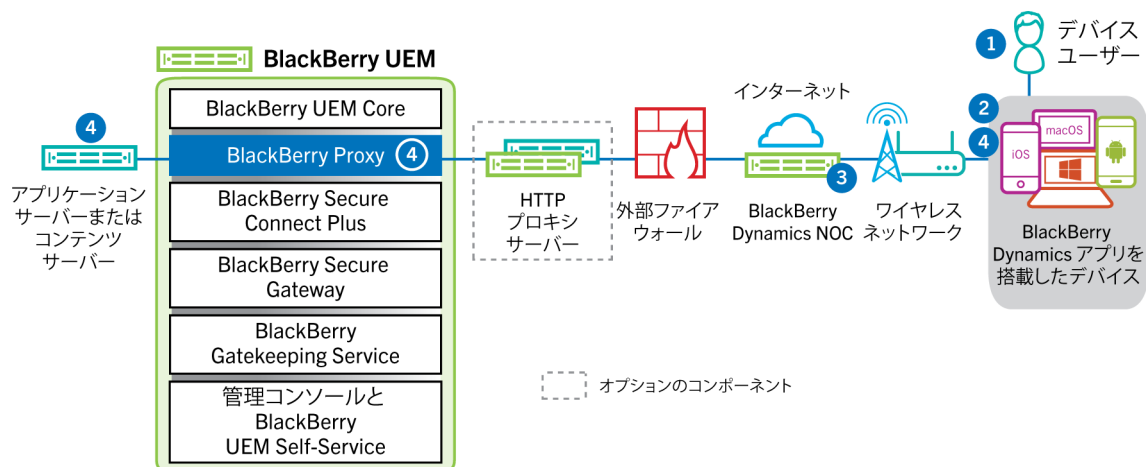 BlackBerry UEM
BlackBerry UEM Core
BlackBerry Proxy
4
BlackBerry Secure
Connect Plus
BlackBerry Secure
Gateway
BlackBerry
Gatekeeping Service
管理コンソールと
BlackBerry
UEM Self-Service
4
アプリケーション
サーバーまたは
コンテンツ
サーバー
HTTP
プロキシ
サーバー
外部ファイア
ウォール
インターネット
3
BlackBerry
Dynamics NOC
ワイヤレス
ネットワーク
1
デバイス
ユーザー
2
4
macOS
iOS
BlackBerry
Dynamics アプリを
搭載したデバイス
オプションのコンポーネント